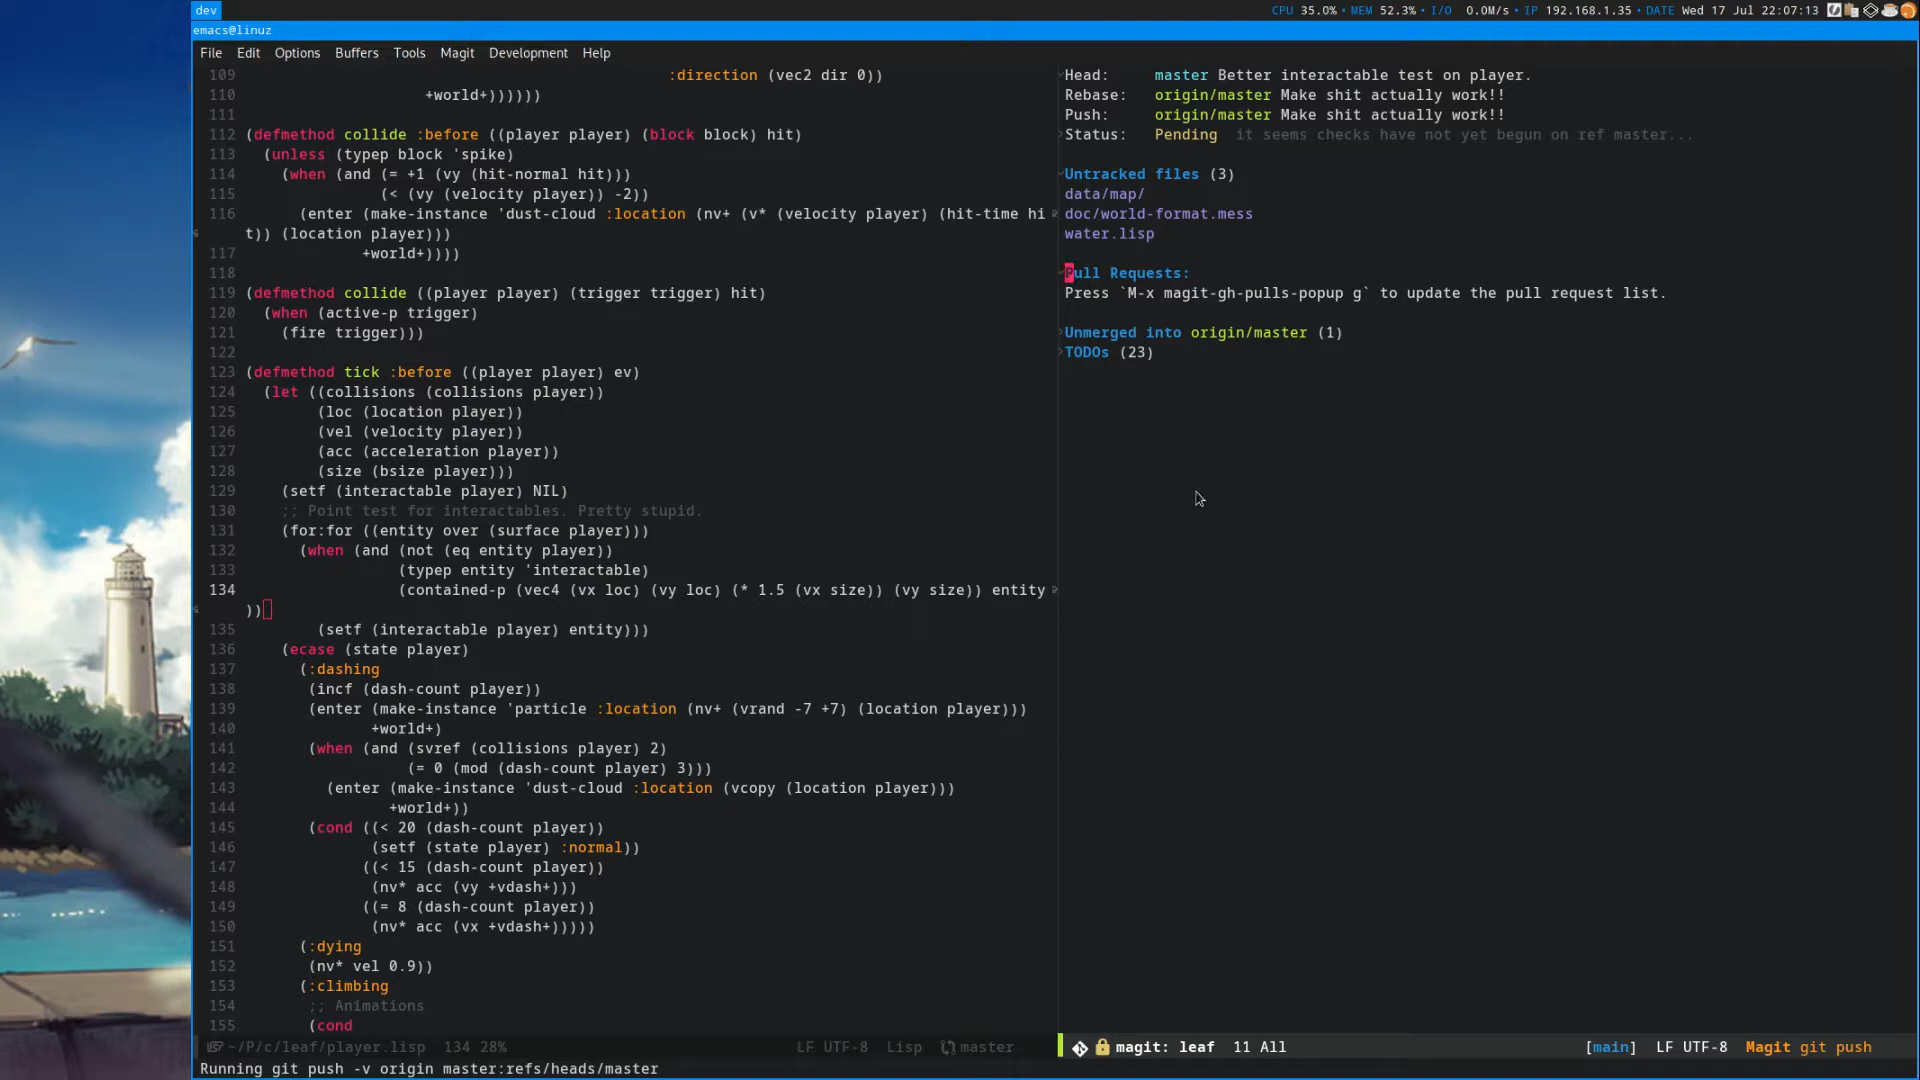 dev
CPU 35.0% · MEM 52.3% · I/O 0.0M/s · IP 192.168.1.35 · DATE Wed 17 Jul 22:07:13
emacs@linuz
File Edit Options Buffers Tools Magit Development Help
109 :direction (vec2 dir 0))
110 +world+))))))
111
112 (defmethod collide :before ((player player) (block block) hit)
113 (unless (typep block 'spike)
114 (when (and (= +1 (vy (hit-normal hit)))
115 (< (vy (velocity player)) -2))
116 (enter (make-instance 'dust-cloud :location (nv+ (v* (velocity player) (hit-time hi
t)) (location player)))
117 +world+))))
118
119 (defmethod collide ((player player) (trigger trigger) hit)
120 (when (active-p trigger)
121 (fire trigger)))
122
123 (defmethod tick :before ((player player) ev)
124 (let ((collisions (collisions player))
125 (loc (location player))
126 (vel (velocity player))
127 (acc (acceleration player))
128 (size (bsize player)))
129 (setf (interactable player) NIL)
130 ;; Point test for interactables. Pretty stupid.
131 (for:for ((entity over (surface player)))
132 (when (and (not (eq entity player))
133 (typep entity 'interactable)
134 (contained-p (vec4 (vx loc) (vy loc) (* 1.5 (vx size)) (vy size)) entity
))
135 (setf (interactable player) entity)))
136 (ecase (state player)
137 (:dashing
138 (incf (dash-count player))
139 (enter (make-instance 'particle :location (nv+ (vrand -7 +7) (location player)))
140 +world+)
141 (when (and (svref (collisions player) 2)
142 (= 0 (mod (dash-count player) 3)))
143 (enter (make-instance 'dust-cloud :location (vcopy (location player)))
144 +world+))
145 (cond ((< 20 (dash-count player))
146 (setf (state player) :normal))
147 ((< 15 (dash-count player))
148 (nv* acc (vy +vdash+)))
149 ((= 8 (dash-count player))
150 (nv* acc (vx +vdash+)))))
151 (:dying
152 (nv* vel 0.9))
153 (:climbing
154 ;; Animations
155 (cond
~/P/c/leaf/player.lisp 134 28% LF UTF-8 Lisp master
Head: master Better interactable test on player.
Rebase: origin/master Make shit actually work!!
Push: origin/master Make shit actually work!!
Status: Pending it seems checks have not yet begun on ref master...
Untracked files (3)
data/map/
doc/world-format.mess
water.lisp
Pull Requests:
Press `M-x magit-gh-pulls-popup g` to update the pull request list.
Unmerged into origin/master (1)
TODOs (23)
magit: leaf 11 All [main] LF UTF-8 Magit git push
Running git push -v origin master:refs/heads/master